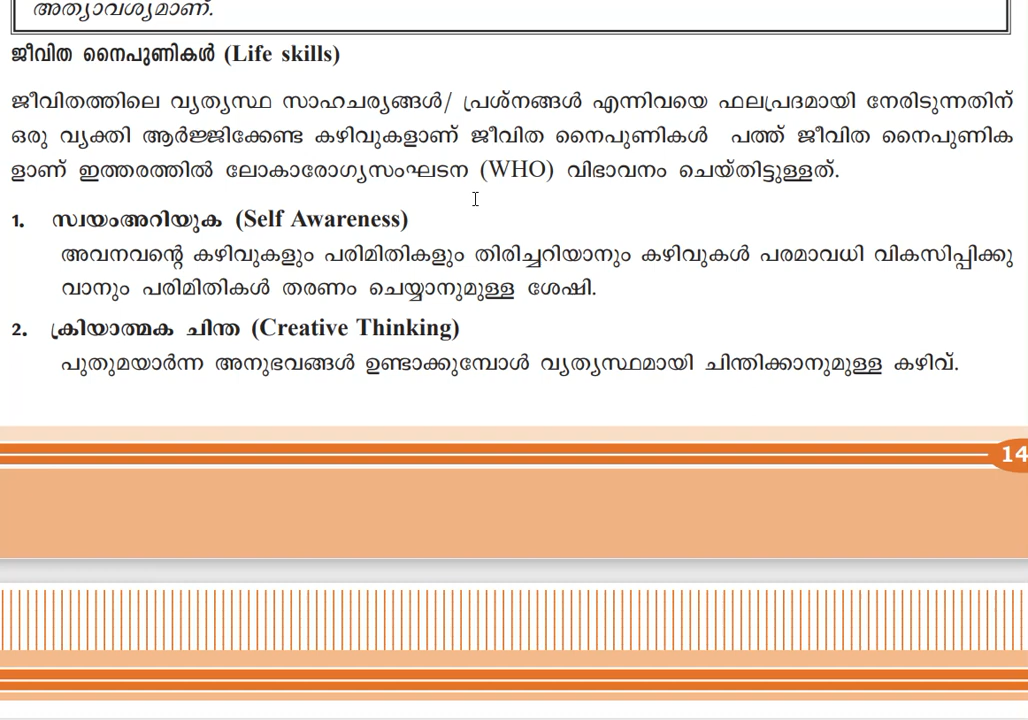 അത്യാവശ്യമാണ്.
ജീവിത നൈപുണികൾ (Life skills)
ജീവിതത്തിലെ വ്യത്യസ്ഥ സാഹചര്യങ്ങൾ/ പ്രശ്നങ്ങൾ എന്നിവയെ ഫലപ്രദമായി നേരിടുന്നതിന്
ഒരു വ്യക്തി ആർജ്ജിക്കേണ്ട കഴിവുകളാണ് ജീവിത നൈപുണികൾ പത്ത് ജീവിത നൈപുണിക
ളാണ് ഇത്തരത്തിൽ ലോകാരോഗ്യസംഘടന (WHO) വിഭാവനം ചെയ്തിട്ടുള്ളത്.
1. സ്വയംഅറിയുക (Self Awareness)
അവനവന്റെ കഴിവുകളും പരിമിതികളും തിരിച്ചറിയാനും കഴിവുകൾ പരമാവധി വികസിപ്പിക്കു
വാനും പരിമിതികൾ തരണം ചെയ്യാനുമുള്ള ശേഷി.
2. ക്രിയാത്മക ചിന്ത (Creative Thinking)
പുതുമയാർന്ന അനുഭവങ്ങൾ ഉണ്ടാക്കുമ്പോൾ വ്യത്യസ്ഥമായി ചിന്തിക്കാനുമുള്ള കഴിവ്.
14